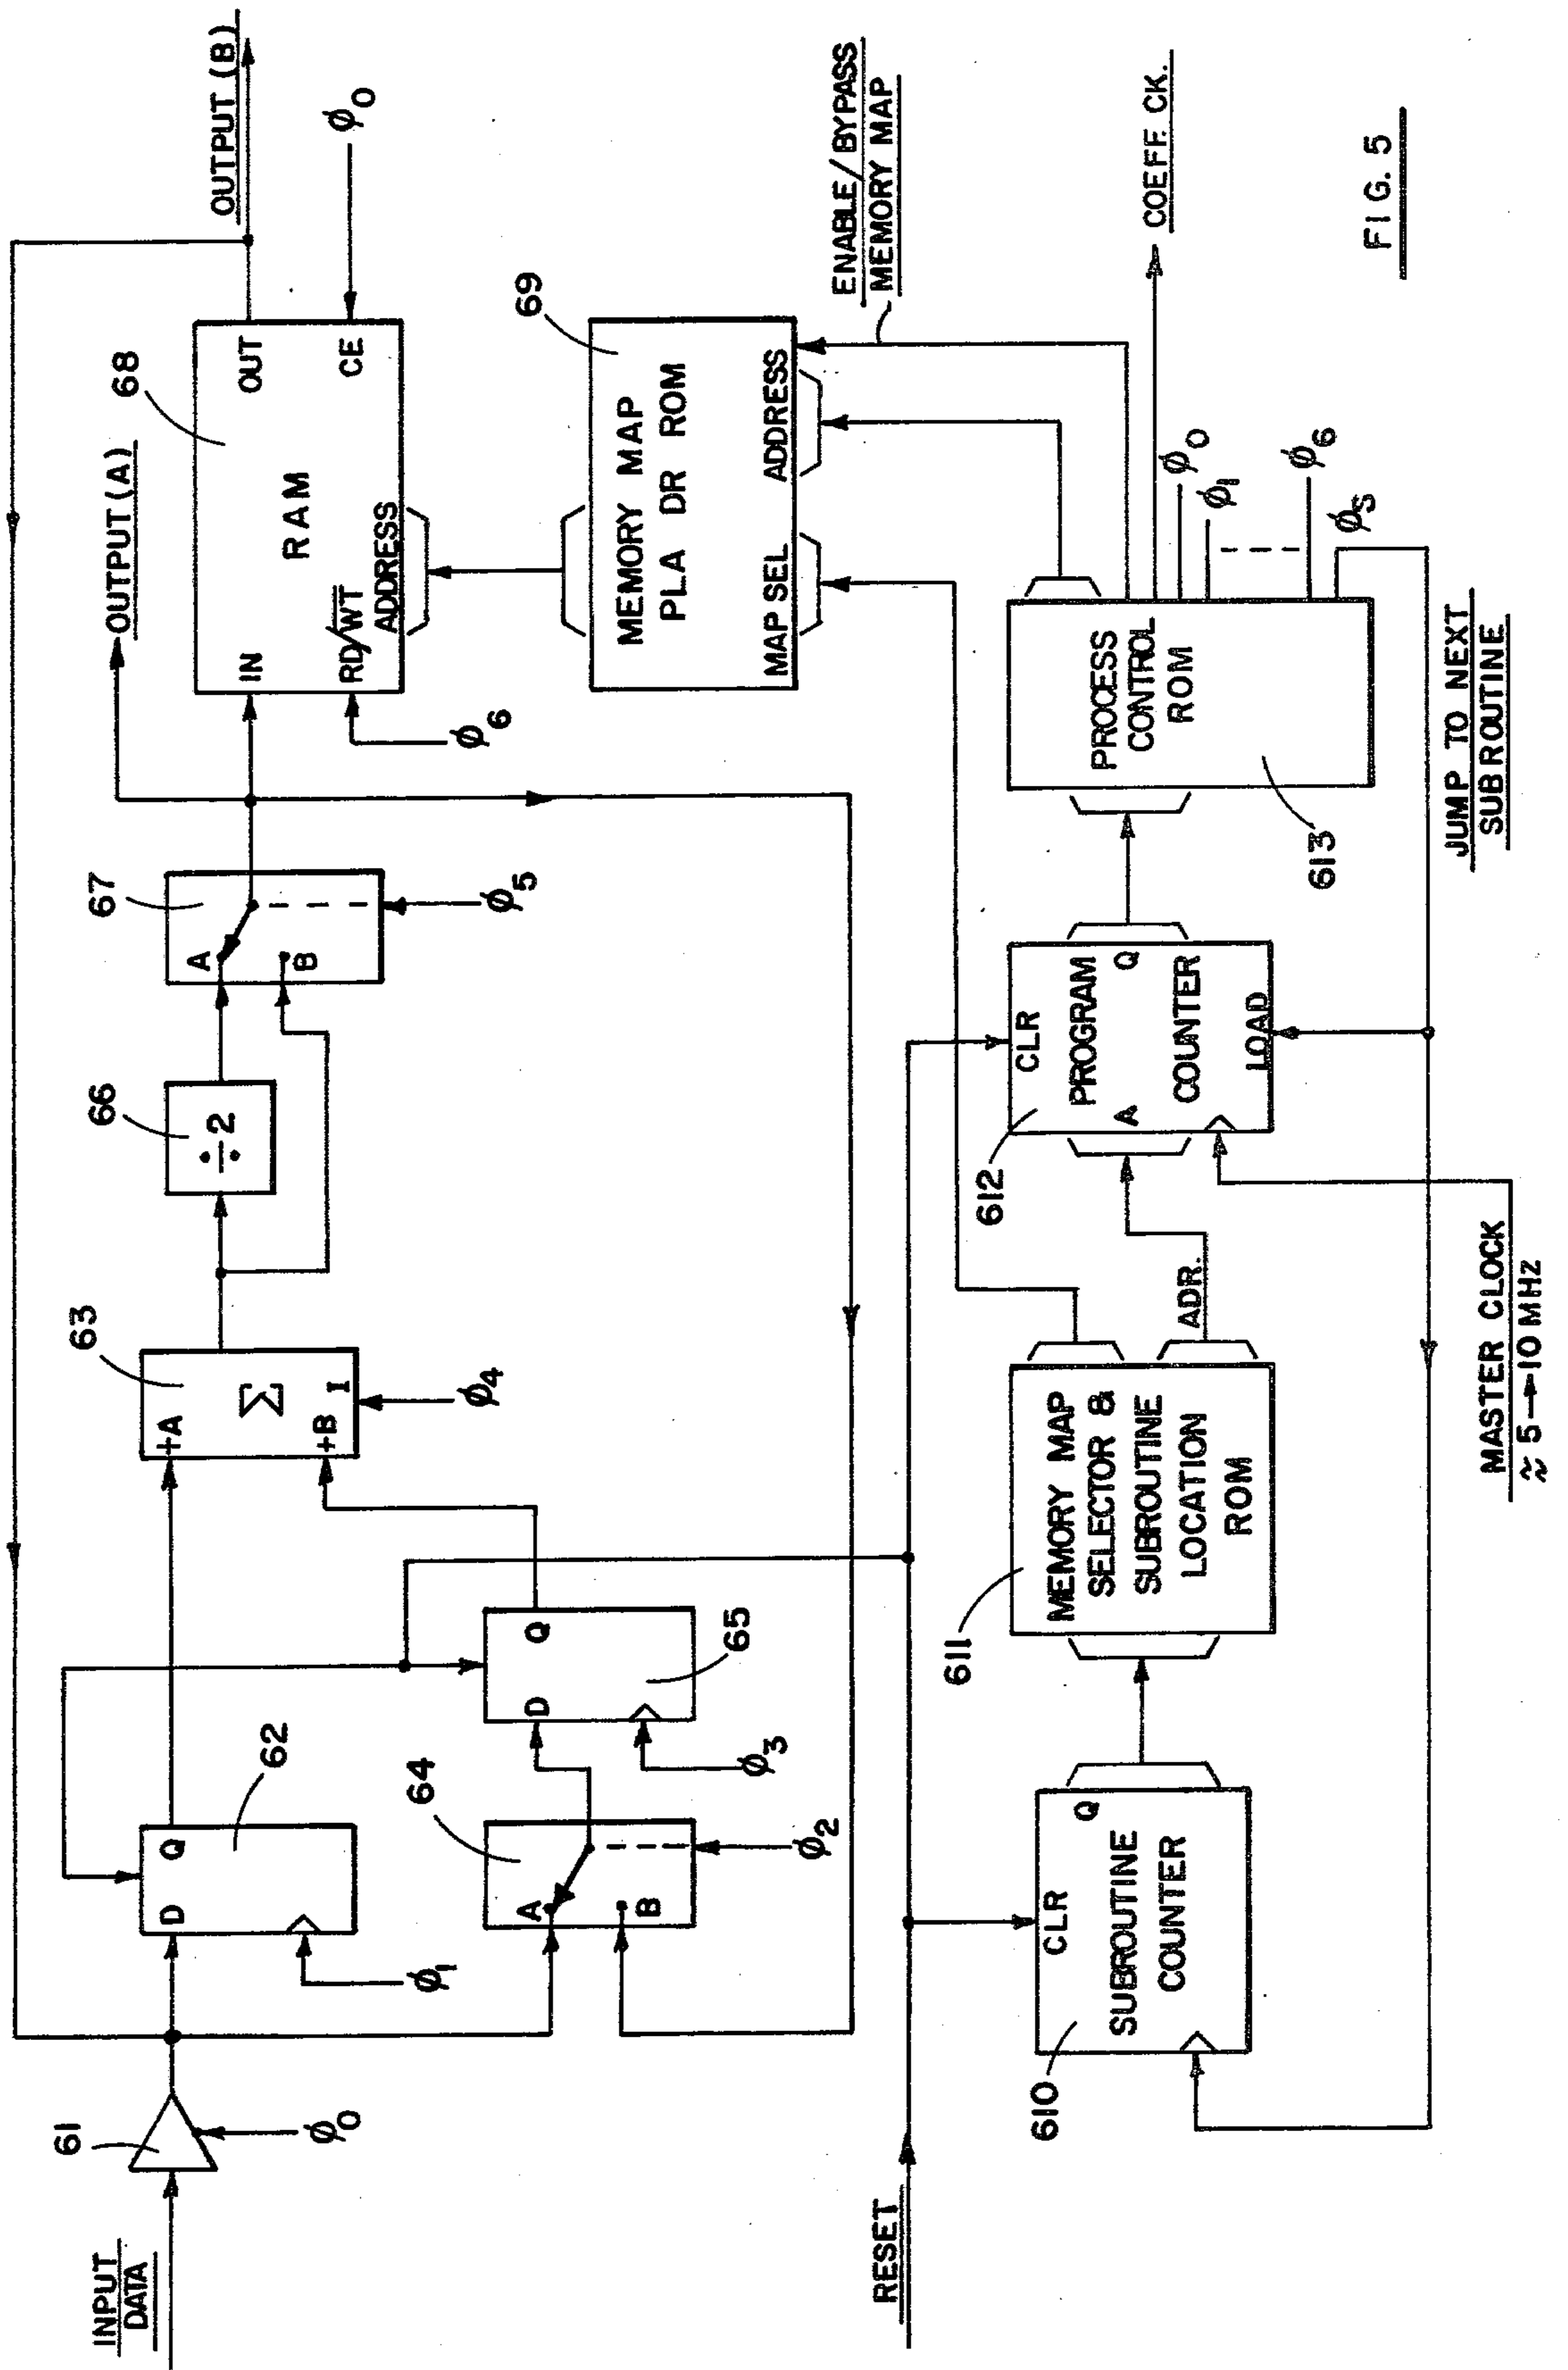 INPUT
DATA
61
φ0
D
Q
62
φ1
64
A
B
φ2
D
Q
65
φ3
63
+A
Σ
+B
I
φ4
66
÷2
67
A
B
φ5
OUTPUT (A)
68
IN
OUT
RAM
RD/WT
CE
ADDRESS
φ6
φ0
OUTPUT (B)
69
MEMORY MAP
PLA DR ROM
MAP SEL
ADDRESS
ENABLE/BYPASS
MEMORY MAP
RESET
610
CLR
Q
SUBROUTINE
COUNTER
611
MEMORY MAP
SELECTOR &
SUBROUTINE
LOCATION
ROM
ADR.
612
CLR
PROGRAM
A
Q
COUNTER
LOAD
MASTER CLOCK
≈ 5→10 MHZ
613
PROCESS
CONTROL
ROM
COEFF. CK.
φ0
φ1
φ6
φS
JUMP TO NEXT
SUBROUTINE
FIG. 5